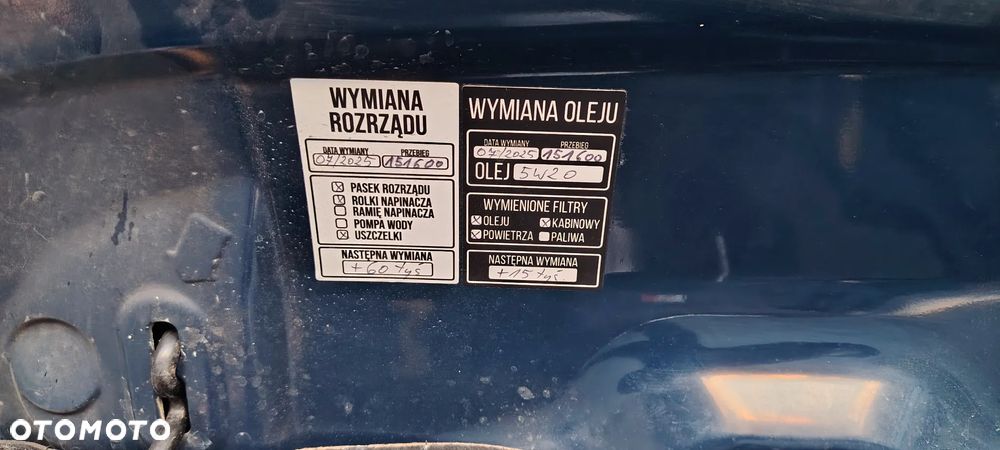 WYMIANA
ROZRZĄDU
DATA WYMIANY PRZEBIEG
07/2025 151600
PASEK ROZRZĄDU
ROLKI NAPINACZA
RAMIĘ NAPINACZA
POMPA WODY
USZCZELKI
NASTĘPNA WYMIANA
+60 tyś
WYMIANA OLEJU
DATA WYMIANY PRZEBIEG
07/2025 151600
OLEJ 5W20
WYMIENIONE FILTRY
OLEJU KABINOWY
POWIETRZA PALIWA
NASTĘPNA WYMIANA
+15 tyś
OTOMOTO